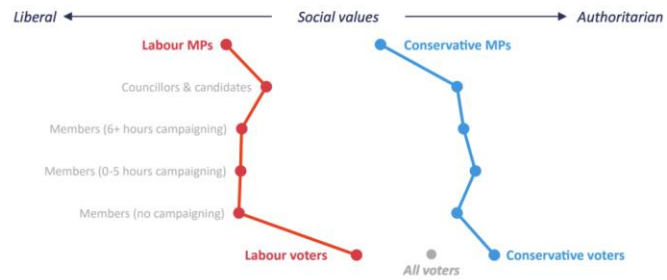 Liberal Social values Authoritarian
Labour MPs Conservative MPs
Councillors & candidates
Members (6+ hours campaigning)
Members (0-5 hours campaigning)
Members (no campaigning)
Labour voters All voters Conservative voters